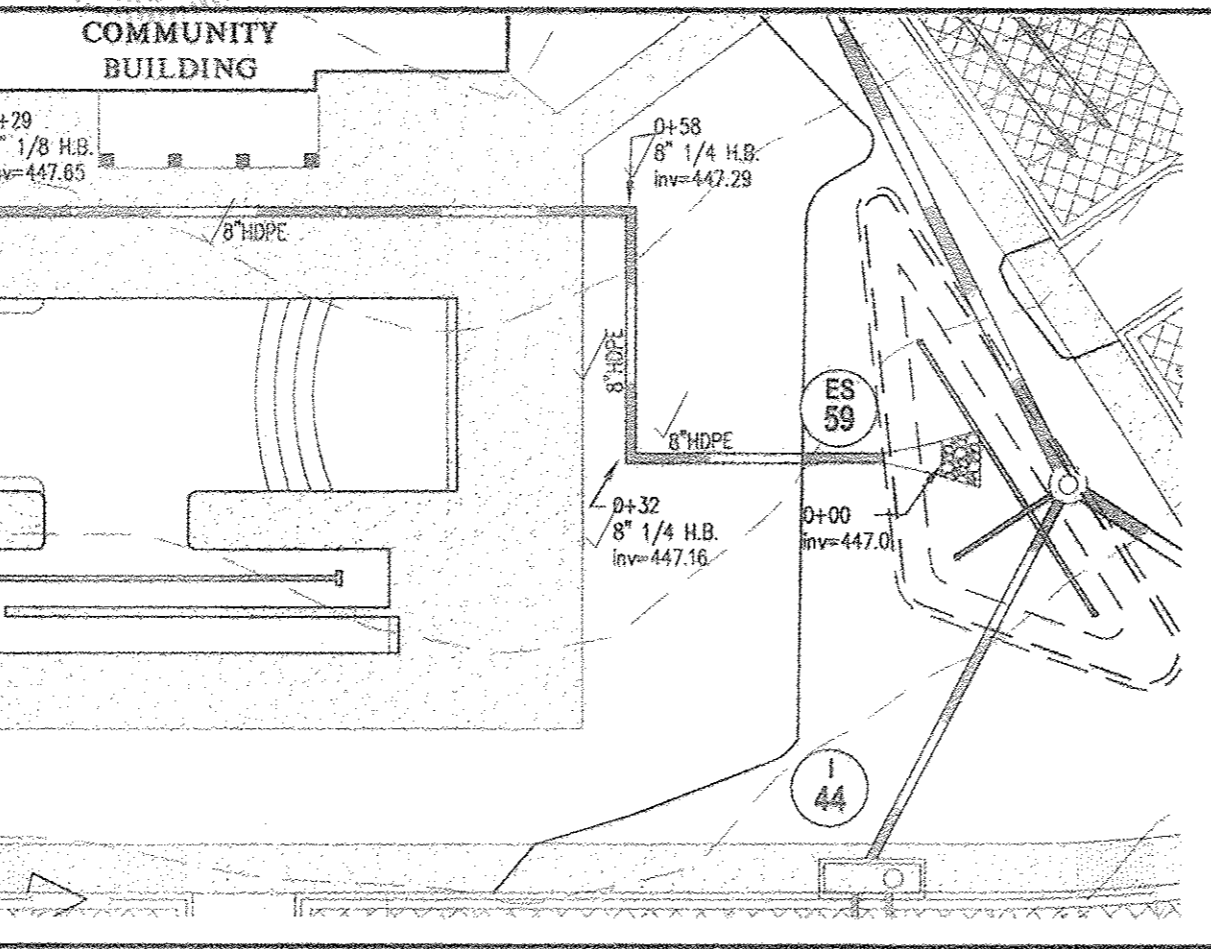 COMMUNITY
BUILDING
+29
" 1/8 H.B.
v=447.65
0+58
8" 1/4 H.B.
inv=447.29
8"HDPE
8"HDPE
8"HDPE
ES
59
0+32
8" 1/4 H.B.
inv=447.16
0+00
inv=447.0
I
44